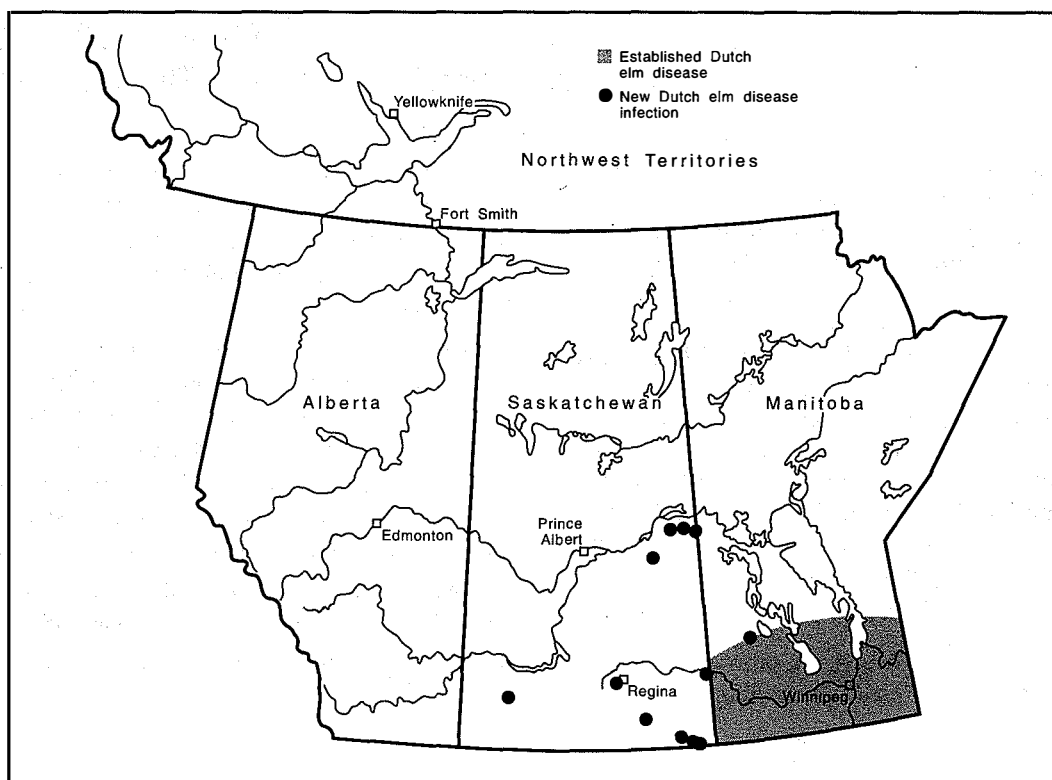 Established Dutch
elm disease
New Dutch elm disease
infection
Yellowknife
Northwest Territories
Fort Smith
Alberta
Saskatchewan
Manitoba
Edmonton
Prince
Albert
Regina
Winnipeg